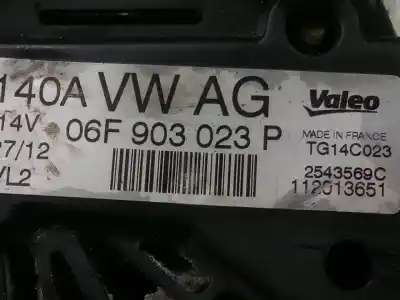 140A VW AG Valeo
14V 06F 903 023 P MADE IN FRANCE
27/12 TG14C023
VL2 2543569C
112013651